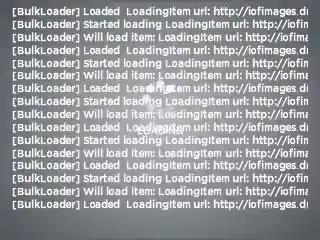 [BulkLoader] Loaded LoadingItem url: http://iofimages.d
[BulkLoader] Started loading LoadingItem url: http://iofi
[BulkLoader] Will load item: LoadingItem url: http://iofima
[BulkLoader] Loaded LoadingItem url: http://iofimages.d
[BulkLoader] Started loading LoadingItem url: http://iofi
[BulkLoader] Will load item: LoadingItem url: http://iofima
[BulkLoader] Loaded LoadingItem url: http://iofimages.d
[BulkLoader] Started loading LoadingItem url: http://iofi
[BulkLoader] Will load item: LoadingItem url: http://iofima
[BulkLoader] Loaded LoadingItem url: http://iofimages.d
LOADING
[BulkLoader] Started loading LoadingItem url: http://iofi
[BulkLoader] Will load item: LoadingItem url: http://iofima
[BulkLoader] Loaded LoadingItem url: http://iofimages.d
[BulkLoader] Started loading LoadingItem url: http://iofi
[BulkLoader] Will load item: LoadingItem url: http://iofima
[BulkLoader] Loaded LoadingItem url: http://iofimages.d